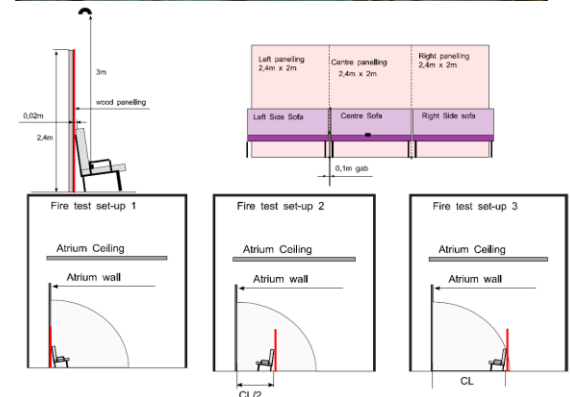 3m
wood panelling
0,02m
2,4m
Left panelling
2,4m x 2m
Centre panelling
2,4m x 2m
Right panelling
2,4m x 2m
Left Side Sofa
Centre Sofa
Right Side sofa
0,1m gab
Fire test set-up 1
Atrium Ceiling
Atrium wall
Fire test set-up 2
Atrium Ceiling
Atrium wall
CL/2
Fire test set-up 3
Atrium Ceiling
Atrium wall
CL